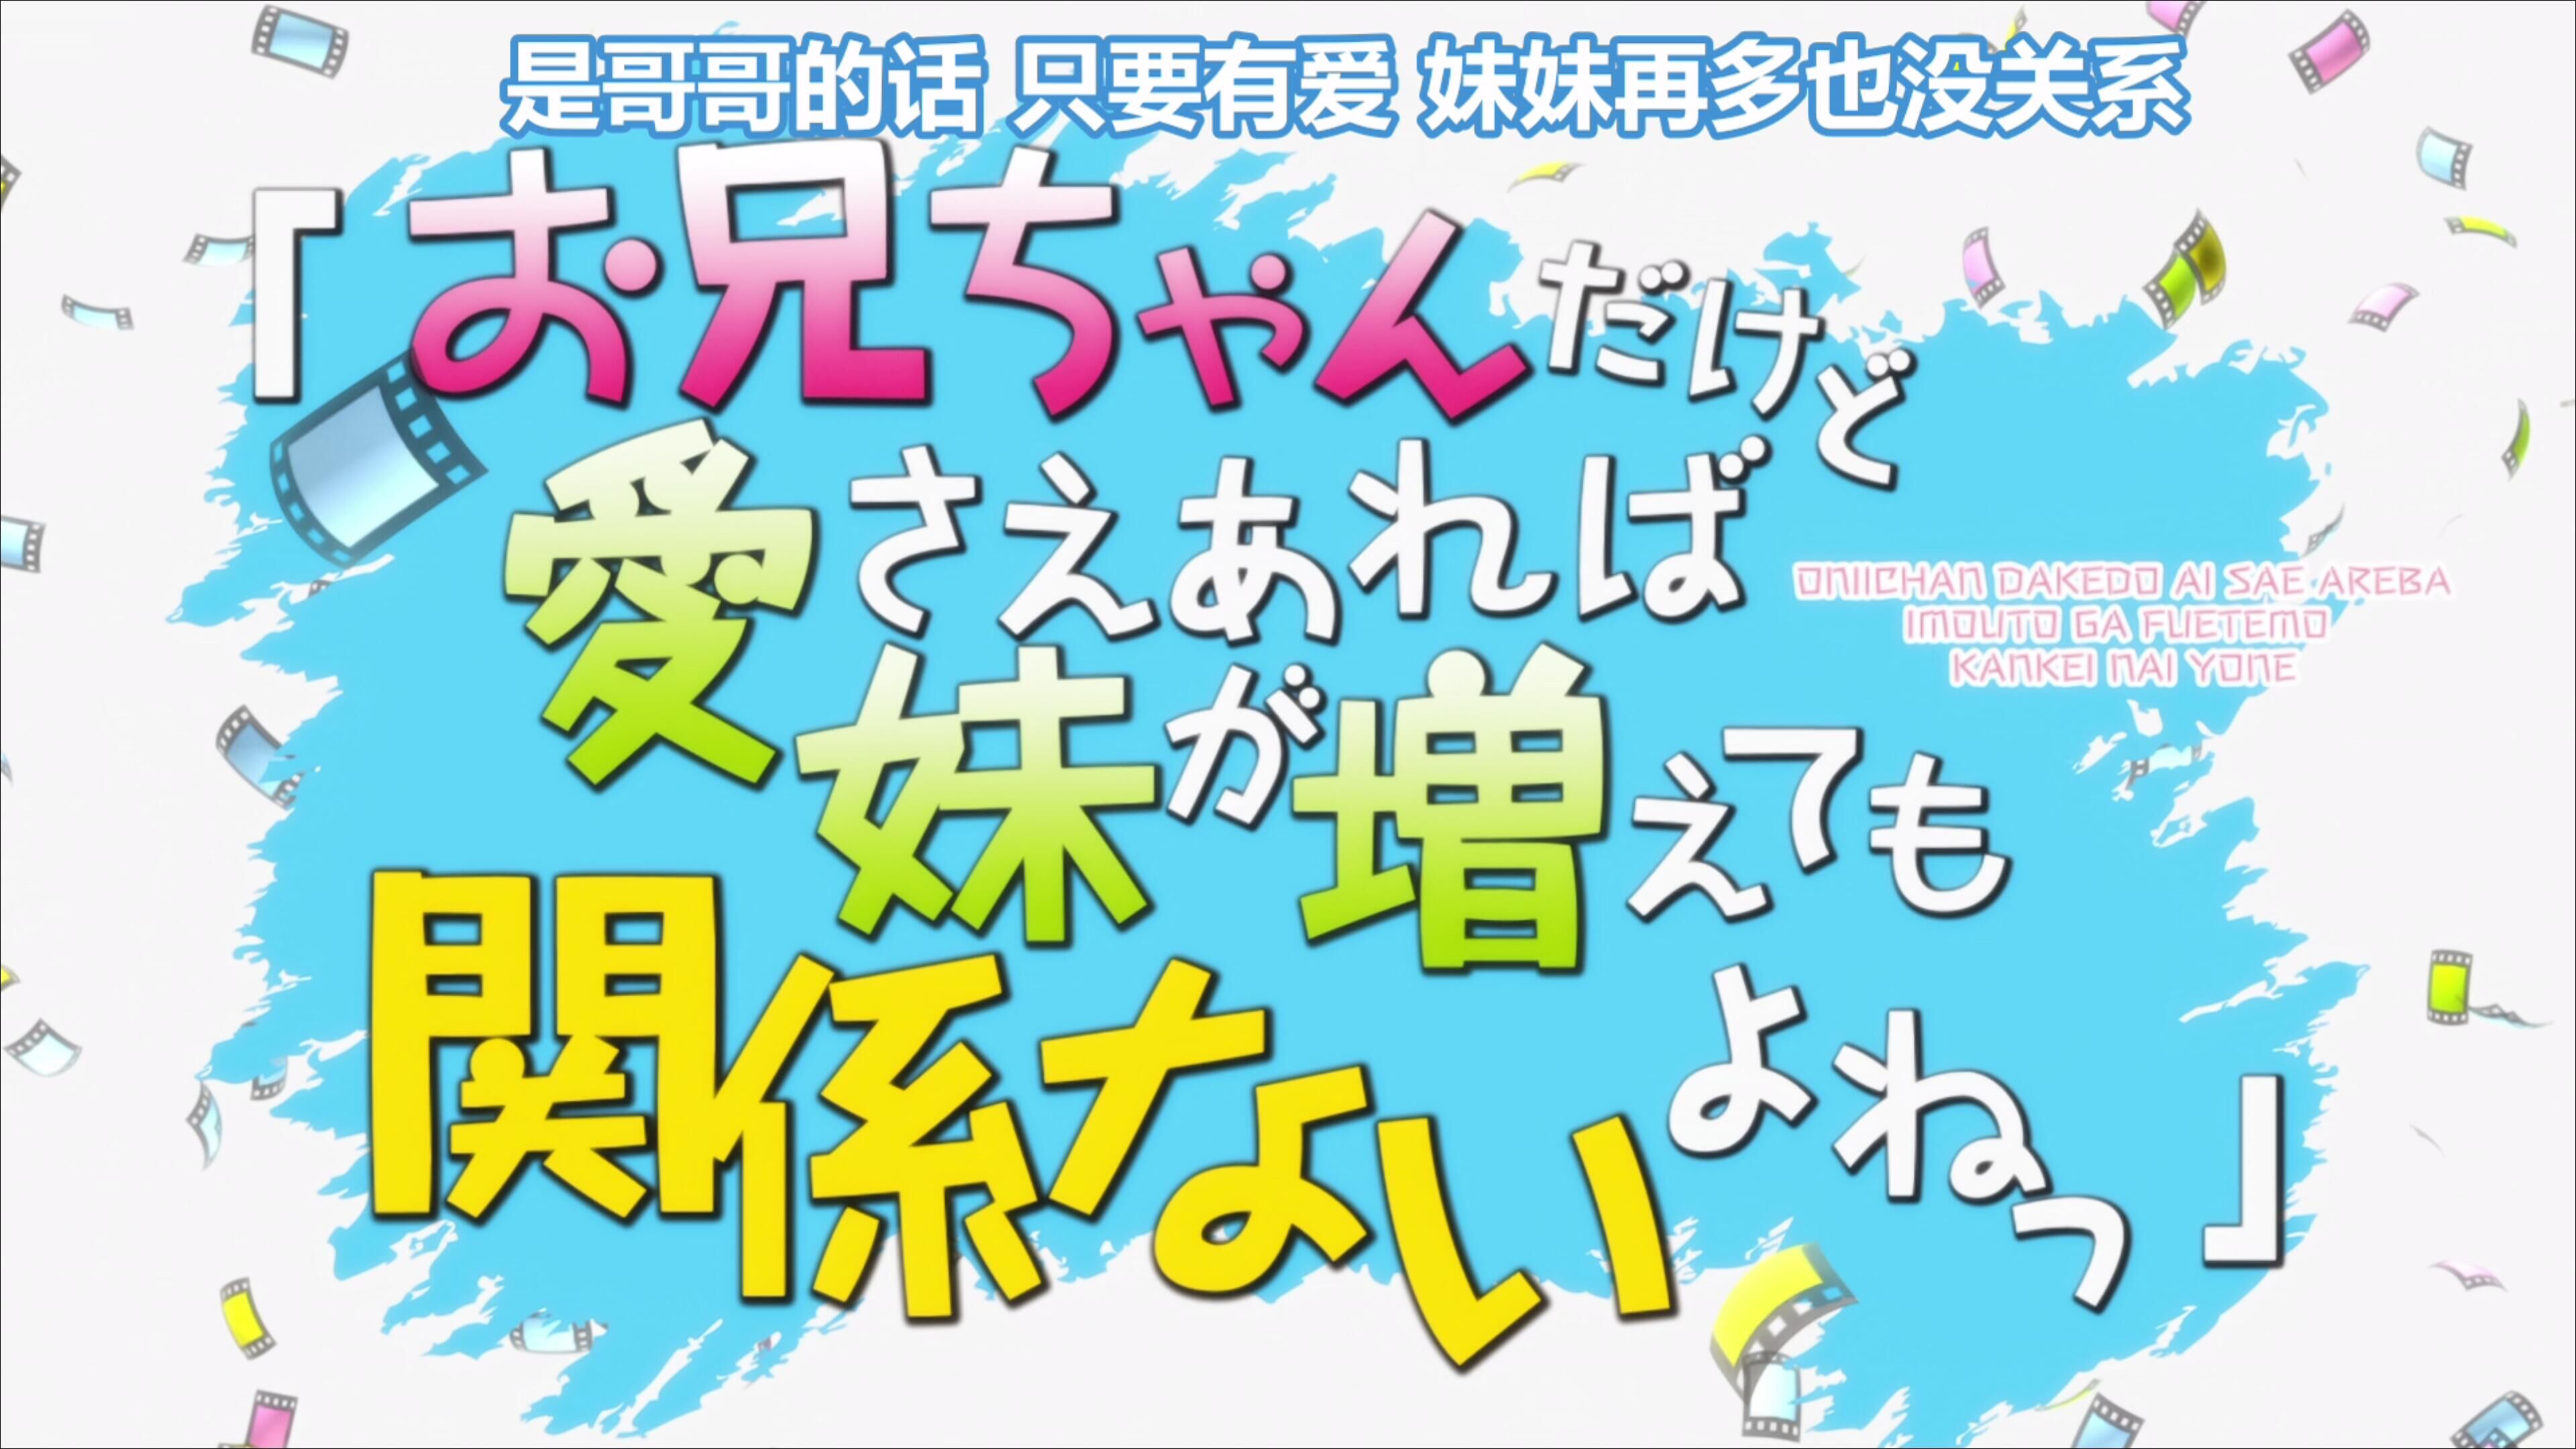 是哥哥的话 只要有爱 妹妹再多也没关系
「お兄ちゃんだけど
愛さえあれば
ONIICHAN DAKEDO AI SAE AREBA
IMOUTO GA FUETEMO
KANKEI NAI YONE
妹が増えても
関係ないよねっ」